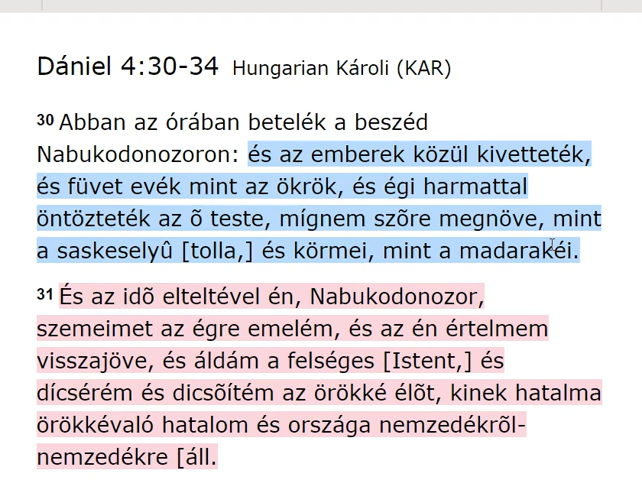 Dániel 4:30-34 Hungarian Károli (KAR)
30 Abban az órában betelék a beszéd
Nabukodonozoron: és az emberek közül kivetteték,
és füvet evék mint az ökrök, és égi harmattal
öntözteték az õ teste, mígnem szõre megnöve, mint
a saskeselyû [tolla,] és körmei, mint a madarakéi.
31 És az idõ elteltével én, Nabukodonozor,
szemeimet az égre emelém, és az én értelmem
visszajöve, és áldám a felséges [Istent,] és
dícsérém és dicsõítém az örökké élõt, kinek hatalma
örökkévaló hatalom és országa nemzedékrõl-
nemzedékre [áll.